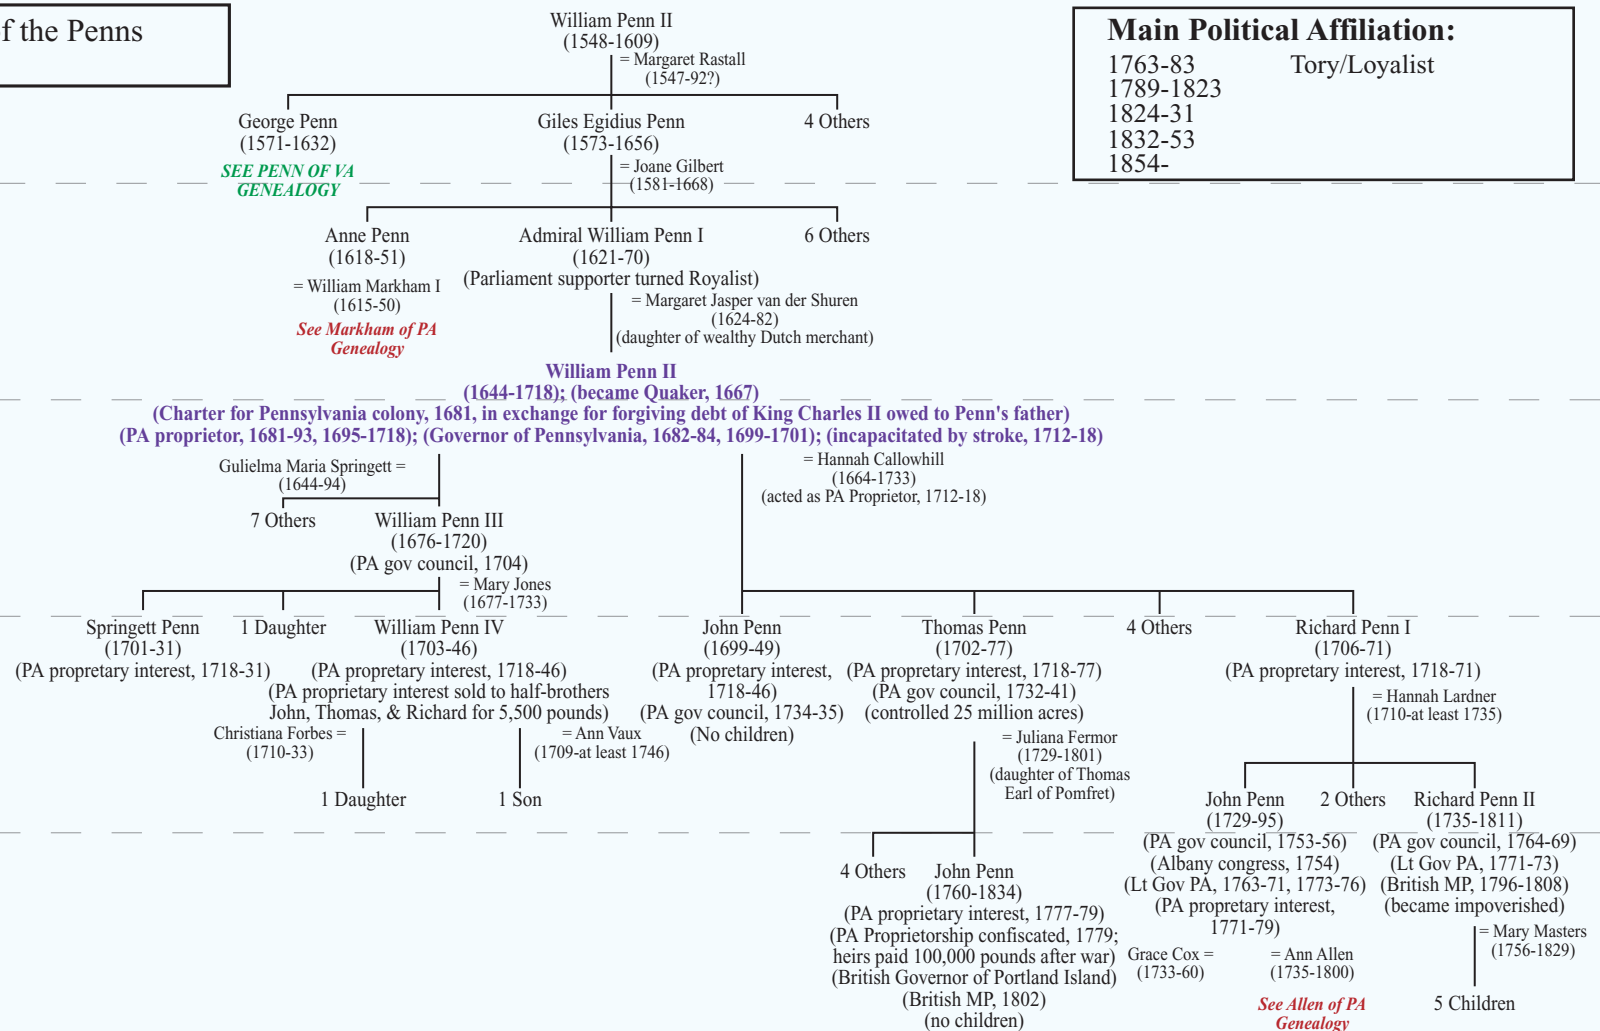 f the Penns
Main Political Affiliation:
1763-83 Tory/Loyalist
1789-1823
1824-31
1832-53
1854-
William Penn II
(1548-1609)
= Margaret Rastall
(1547-92?)
George Penn
(1571-1632)
SEE PENN OF VA
GENEALOGY
Giles Egidius Penn
(1573-1656)
4 Others
= Joane Gilbert
(1581-1668)
Anne Penn
(1618-51)
= William Markham I
(1615-50)
See Markham of PA
Genealogy
Admiral William Penn I
(1621-70)
(Parliament supporter turned Royalist)
6 Others
= Margaret Jasper van der Shuren
(1624-82)
(daughter of wealthy Dutch merchant)
William Penn II
(1644-1718); (became Quaker, 1667)
(Charter for Pennsylvania colony, 1681, in exchange for forgiving debt of King Charles II owed to Penn's father)
(PA proprietor, 1681-93, 1695-1718); (Governor of Pennsylvania, 1682-84, 1699-1701); (incapacitated by stroke, 1712-18)
Gulielma Maria Springett =
(1644-94)
= Hannah Callowhill
(1664-1733)
(acted as PA Proprietor, 1712-18)
7 Others
William Penn III
(1676-1720)
(PA gov council, 1704)
= Mary Jones
(1677-1733)
Springett Penn
(1701-31)
(PA propretary interest, 1718-31)
1 Daughter
William Penn IV
(1703-46)
(PA propretary interest, 1718-46)
(PA proprietary interest sold to half-brothers
John, Thomas, & Richard for 5,500 pounds)
Christiana Forbes =
(1710-33)
= Ann Vaux
(1709-at least 1746)
1 Daughter
1 Son
John Penn
(1699-49)
(PA propretary interest,
1718-46)
(PA gov council, 1734-35)
(No children)
Thomas Penn
(1702-77)
(PA propretary interest, 1718-77)
(PA gov council, 1732-41)
(controlled 25 million acres)
= Juliana Fermor
(1729-1801)
(daughter of Thomas
Earl of Pomfret)
4 Others
Richard Penn I
(1706-71)
(PA propretary interest, 1718-71)
= Hannah Lardner
(1710-at least 1735)
4 Others
John Penn
(1760-1834)
(PA proprietary interest, 1777-79)
(PA Proprietorship confiscated, 1779;
heirs paid 100,000 pounds after war)
(British Governor of Portland Island)
(British MP, 1802)
(no children)
John Penn
(1729-95)
(PA gov council, 1753-56)
(Albany congress, 1754)
(Lt Gov PA, 1763-71, 1773-76)
(PA propretary interest,
1771-79)
Grace Cox =
(1733-60)
= Ann Allen
(1735-1800)
See Allen of PA
Genealogy
2 Others
Richard Penn II
(1735-1811)
(PA gov council, 1764-69)
(Lt Gov PA, 1771-73)
(British MP, 1796-1808)
(became impoverished)
= Mary Masters
(1756-1829)
5 Children